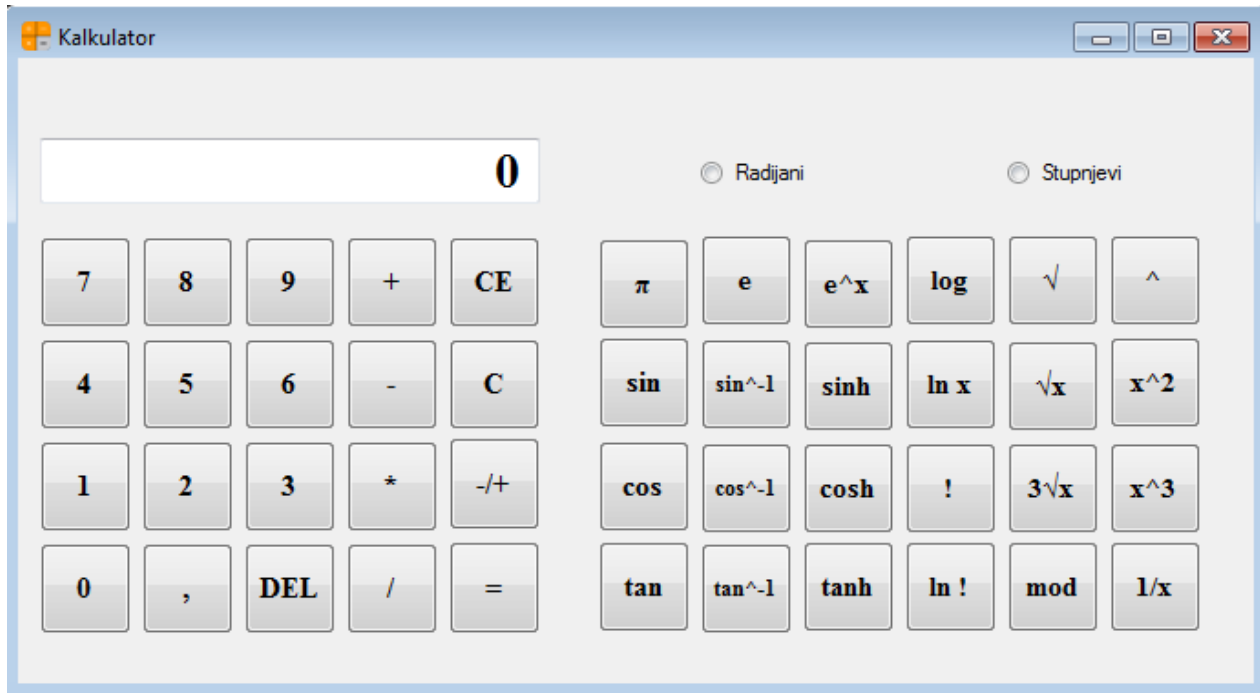 Kalkulator
0
Radijani Stupnjevi
7 8 9 + CE π e e^x log √ ^
4 5 6 - C sin sin^-1 sinh ln x √x x^2
1 2 3 * -/+ cos cos^-1 cosh ! 3√x x^3
0 , DEL / = tan tan^-1 tanh ln ! mod 1/x